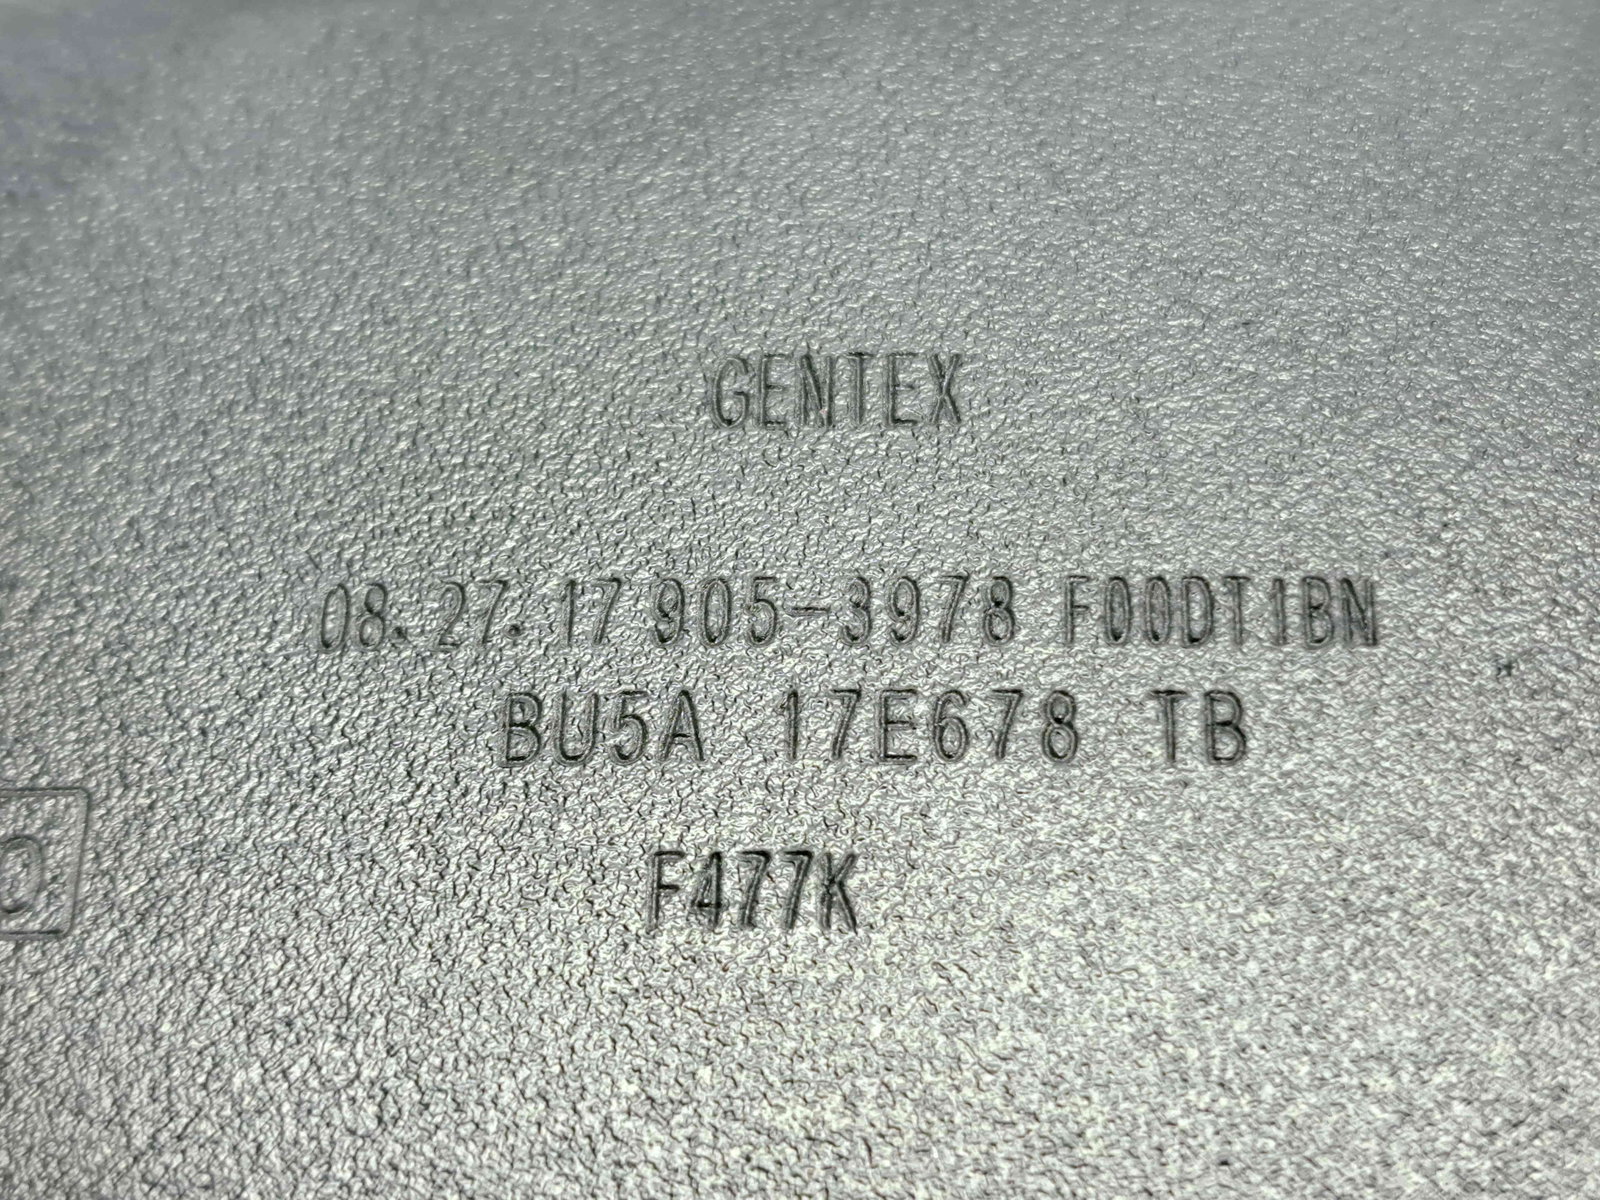 GENTEX
08.27.17 905-3978 F00DT1BN
BU5A 17E678 TB
F477K